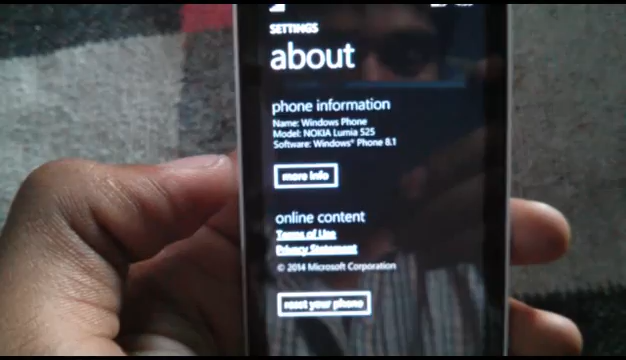 SETTINGS
about
phone information
Name: Windows Phone
Model: NOKIA Lumia 525
Software: Windows® Phone 8.1
more info
online content
Terms of Use
Privacy Statement
© 2014 Microsoft Corporation
reset your phone